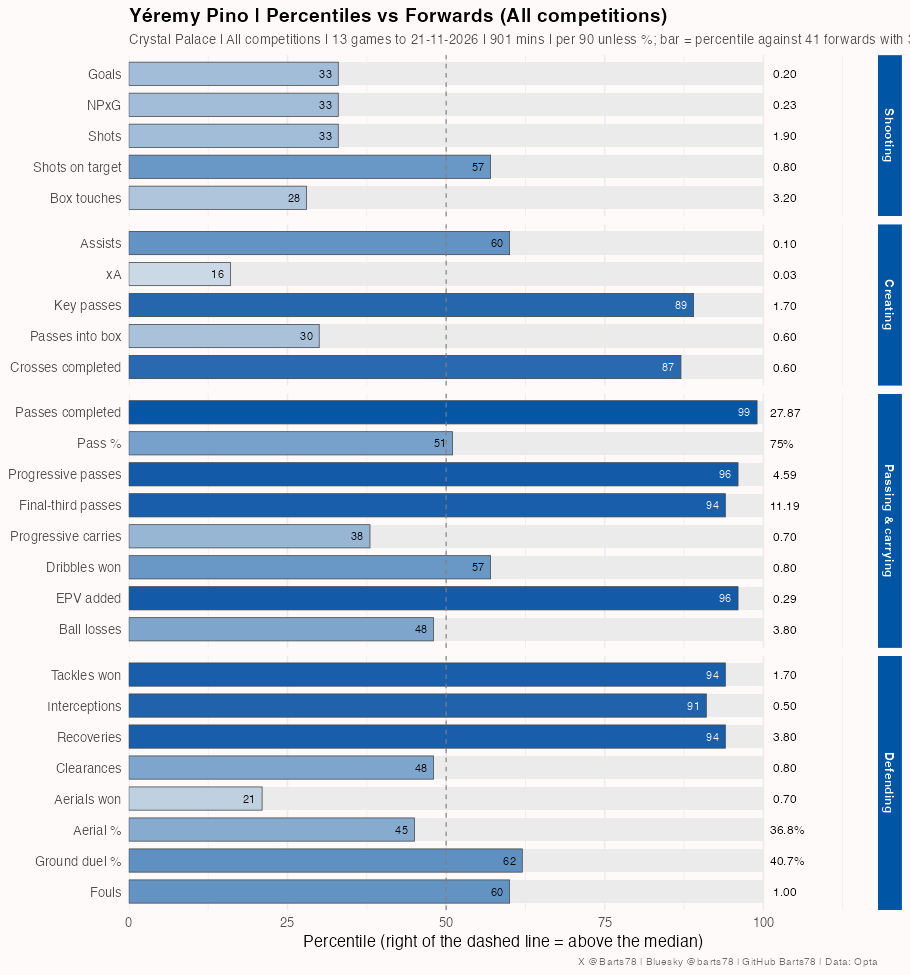 Yéremy Pino | Percentiles vs Forwards (All competitions)
Crystal Palace | All competitions | 13 games to 21-11-2026 | 901 mins | per 90 unless %; bar = percentile against 41 forwards with
Shooting
Goals 33 0.20
NPxG 33 0.23
Shots 33 1.90
Shots on target 57 0.80
Box touches 28 3.20
Creating
Assists 60 0.10
xA 16 0.03
Key passes 89 1.70
Passes into box 30 0.60
Crosses completed 87 0.60
Passing & carrying
Passes completed 99 27.87
Pass % 51 75%
Progressive passes 96 4.59
Final-third passes 94 11.19
Progressive carries 38 0.70
Dribbles won 57 0.80
EPV added 96 0.29
Ball losses 48 3.80
Defending
Tackles won 94 1.70
Interceptions 91 0.50
Recoveries 94 3.80
Clearances 48 0.80
Aerials won 21 0.70
Aerial % 45 36.8%
Ground duel % 62 40.7%
Fouls 60 1.00
0 25 50 75 100
Percentile (right of the dashed line = above the median)
X @Barts78 | Bluesky @barts78 | GitHub Barts78 | Data: Opta